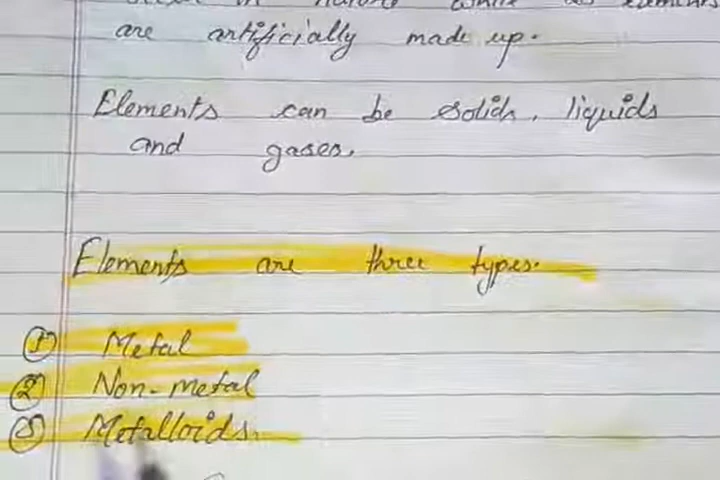 are artificially made up.
Elements can be solids, liquids
and gases.
Elements are three types.
① Metal
② Non-metal
③ Metalloids.